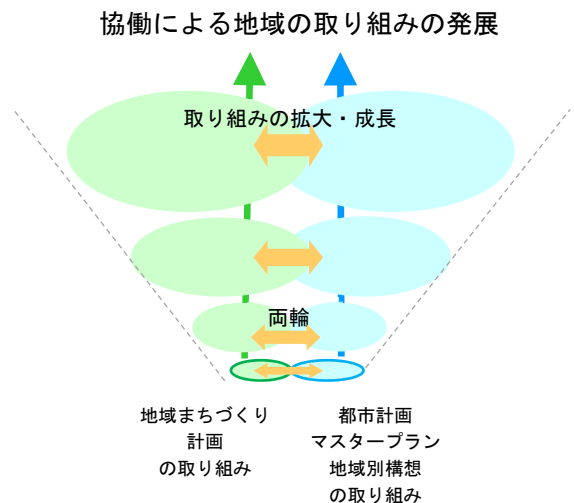 協働による地域の取り組みの発展
取り組みの拡大・成長
両輪
地域まちづくり
計画
の取り組み
都市計画
マスタープラン
地域別構想
の取り組み